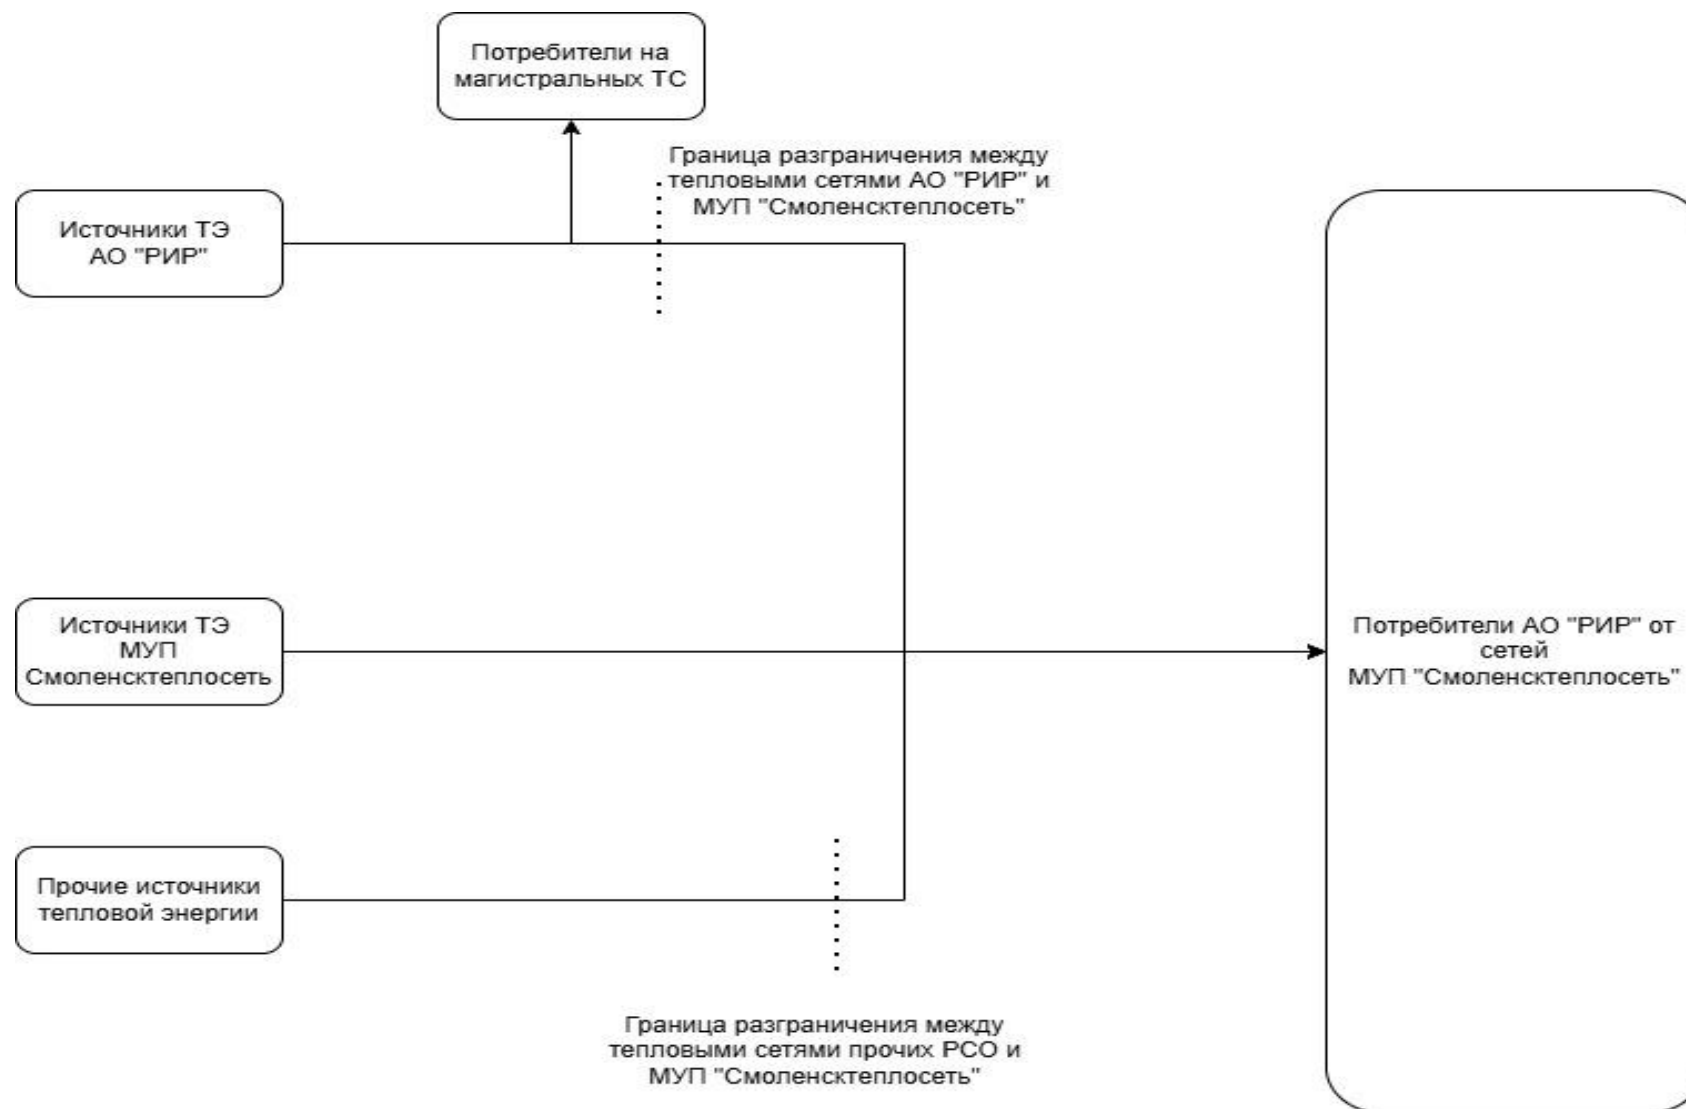 Потребители на
магистральных ТС
Граница разграничения между
тепловыми сетями АО "РИР" и
МУП "Смоленсктеплосеть"
Источники ТЭ
АО "РИР"
Источники ТЭ
МУП
Смоленсктеплосеть
Потребители АО "РИР" от
сетей
МУП "Смоленсктеплосеть"
Прочие источники
тепловой энергии
Граница разграничения между
тепловыми сетями прочих РСО и
МУП "Смоленсктеплосеть"